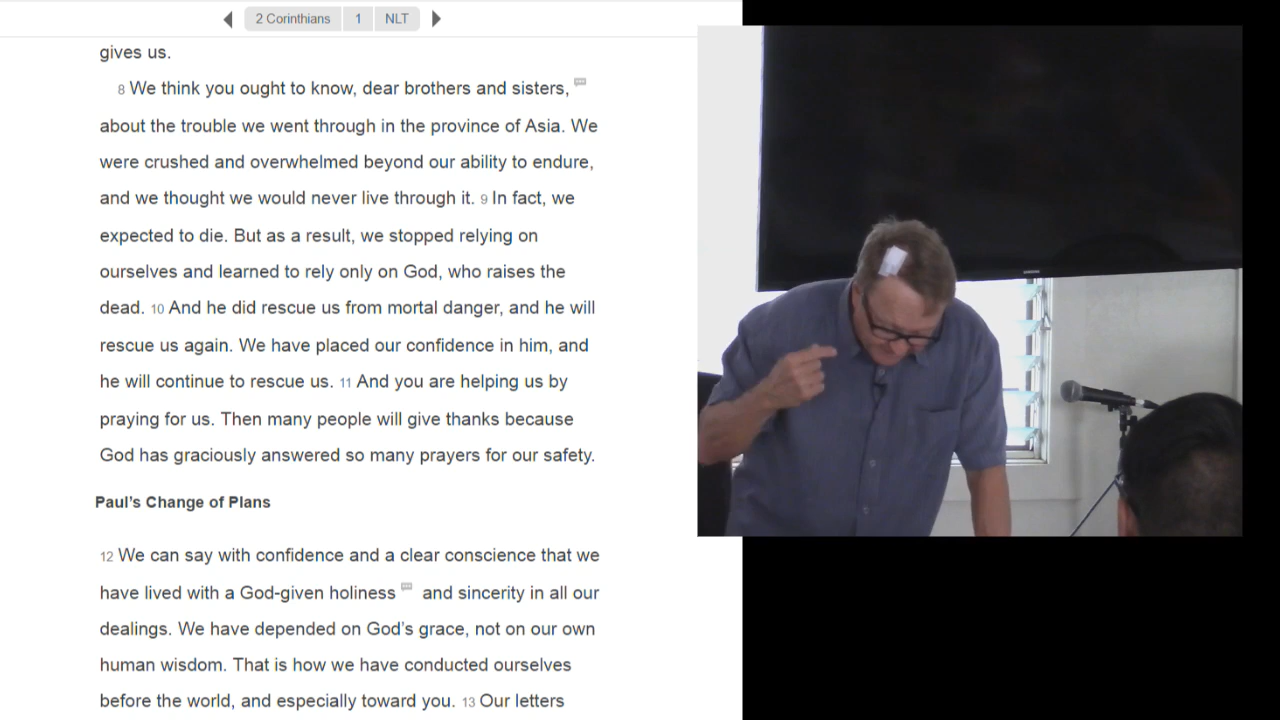 2 Corinthians 1 NLT
gives us.
8 We think you ought to know, dear brothers and sisters,
about the trouble we went through in the province of Asia. We
were crushed and overwhelmed beyond our ability to endure,
and we thought we would never live through it. 9 In fact, we
expected to die. But as a result, we stopped relying on
ourselves and learned to rely only on God, who raises the
dead. 10 And he did rescue us from mortal danger, and he will
rescue us again. We have placed our confidence in him, and
he will continue to rescue us. 11 And you are helping us by
praying for us. Then many people will give thanks because
God has graciously answered so many prayers for our safety.
Paul’s Change of Plans
12 We can say with confidence and a clear conscience that we
have lived with a God-given holiness and sincerity in all our
dealings. We have depended on God’s grace, not on our own
human wisdom. That is how we have conducted ourselves
before the world, and especially toward you. 13 Our letters